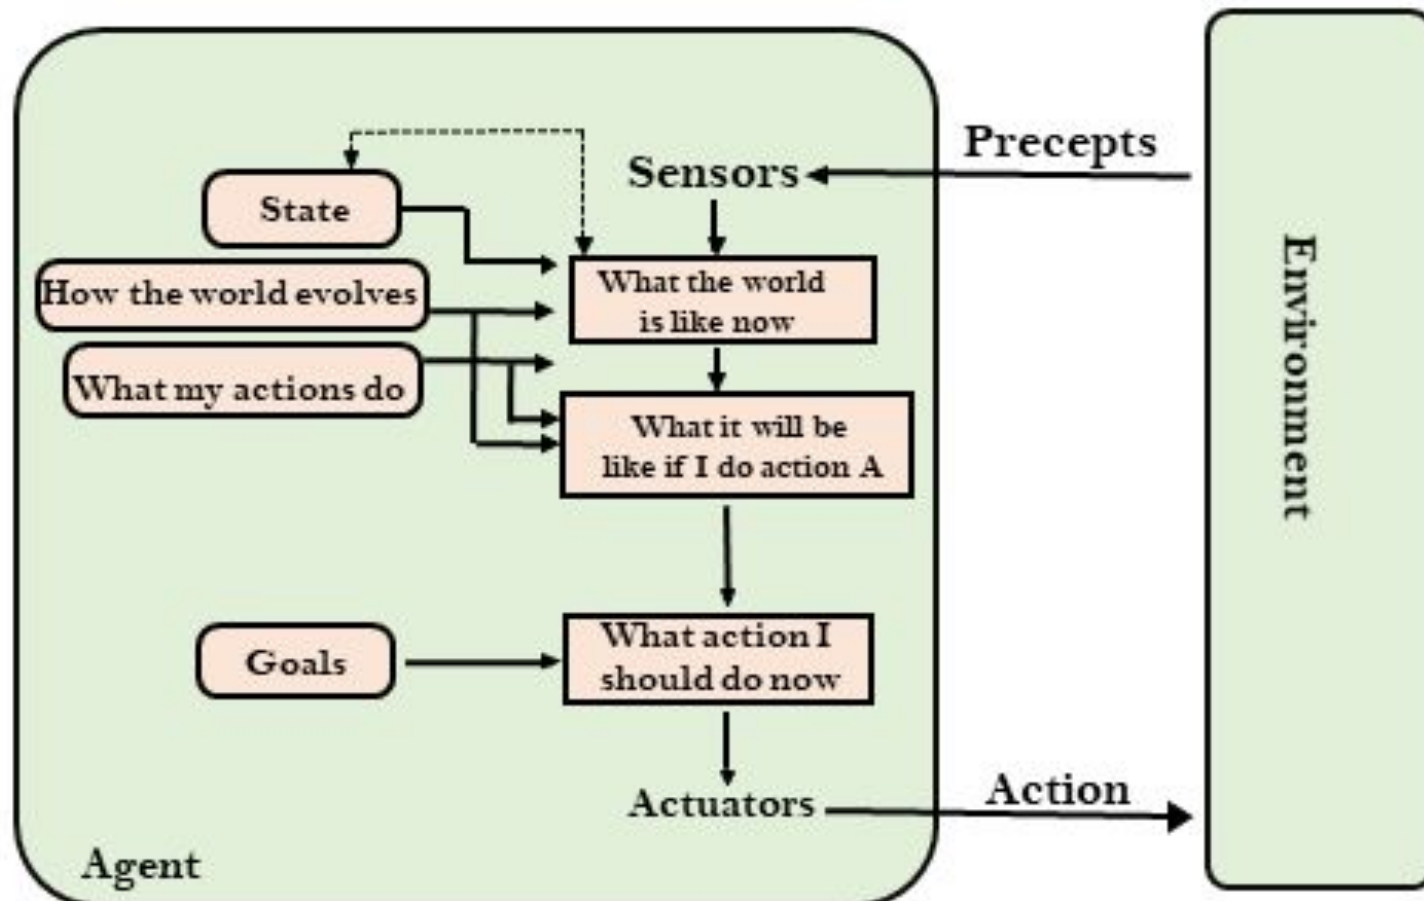 Precepts
Sensors
State
How the world evolves
What the world
is like now
What my actions do
What it will be
like if I do action A
Goals
What action I
should do now
Actuators
Action
Agent
Environment